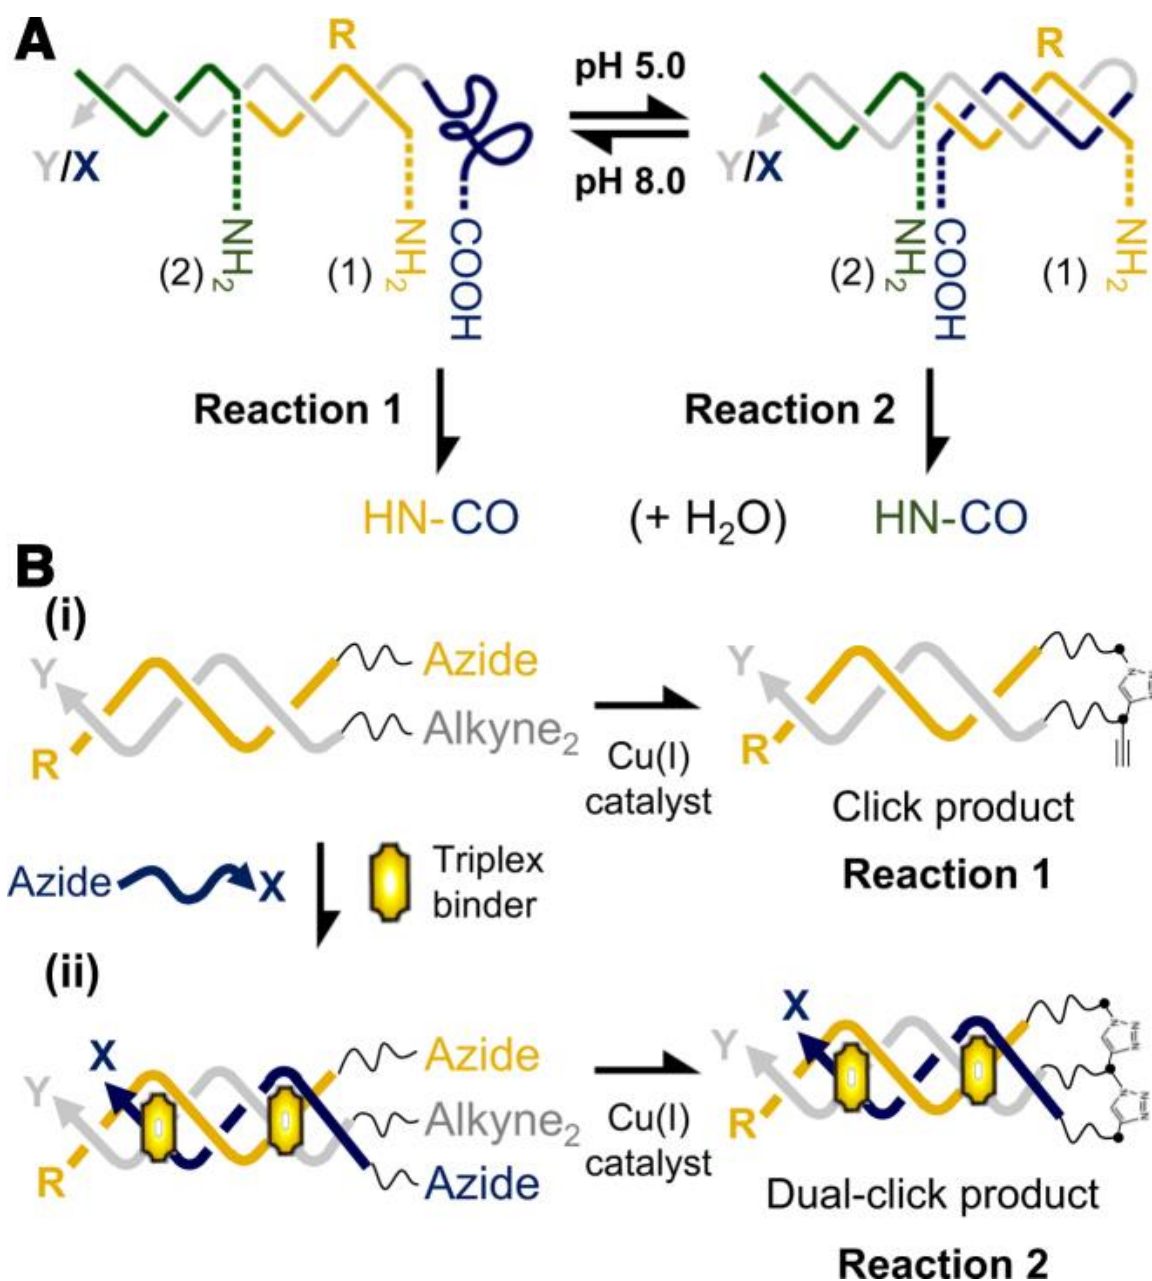 A
R
R
pH 5.0
pH 8.0
Y/X
Y/X
NH2
(2)
NH2
(1)
COOH
NH2
(2)
COOH
NH2
(1)
Reaction 1
Reaction 2
HN-CO
(+ H₂O)
HN-CO
B
(i)
Y
R
Azide
Alkyne₂
Cu(I)
catalyst
Y
R
N
N=N
Click product
Reaction 1
Azide
X
Triplex
binder
(ii)
X
Y
R
Azide
Alkyne₂
Azide
Cu(I)
catalyst
X
Y
R
N
N=N
N
N=N
Dual-click product
Reaction 2